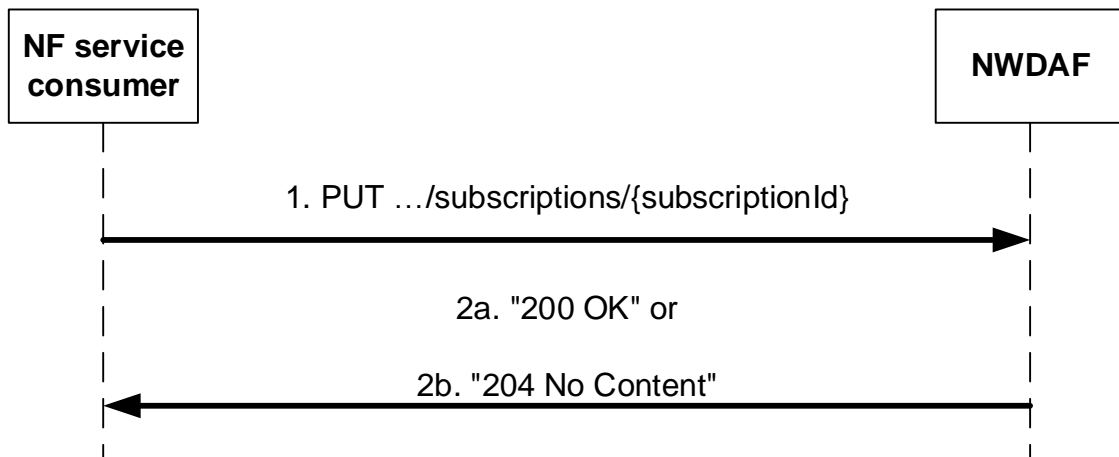 NF service
consumer
NWDAF
1. PUT …/subscriptions/{subscriptionId}
2a. "200 OK" or
2b. "204 No Content"